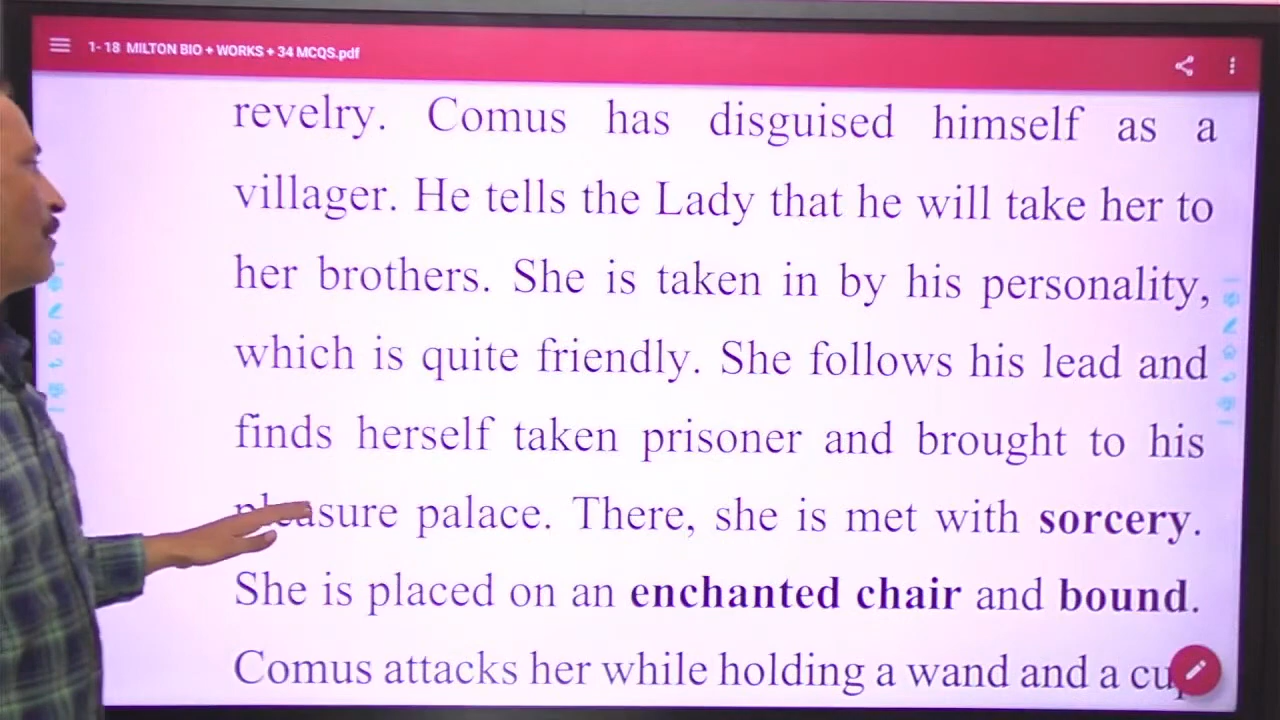 1-18 MILTON BIO + WORKS + 34 MCQS.pdf
revelry. Comus has disguised himself as a
villager. He tells the Lady that he will take her to
her brothers. She is taken in by his personality,
which is quite friendly. She follows his lead and
finds herself taken prisoner and brought to his
pleasure palace. There, she is met with sorcery.
She is placed on an enchanted chair and bound.
Comus attacks her while holding a wand and a cup